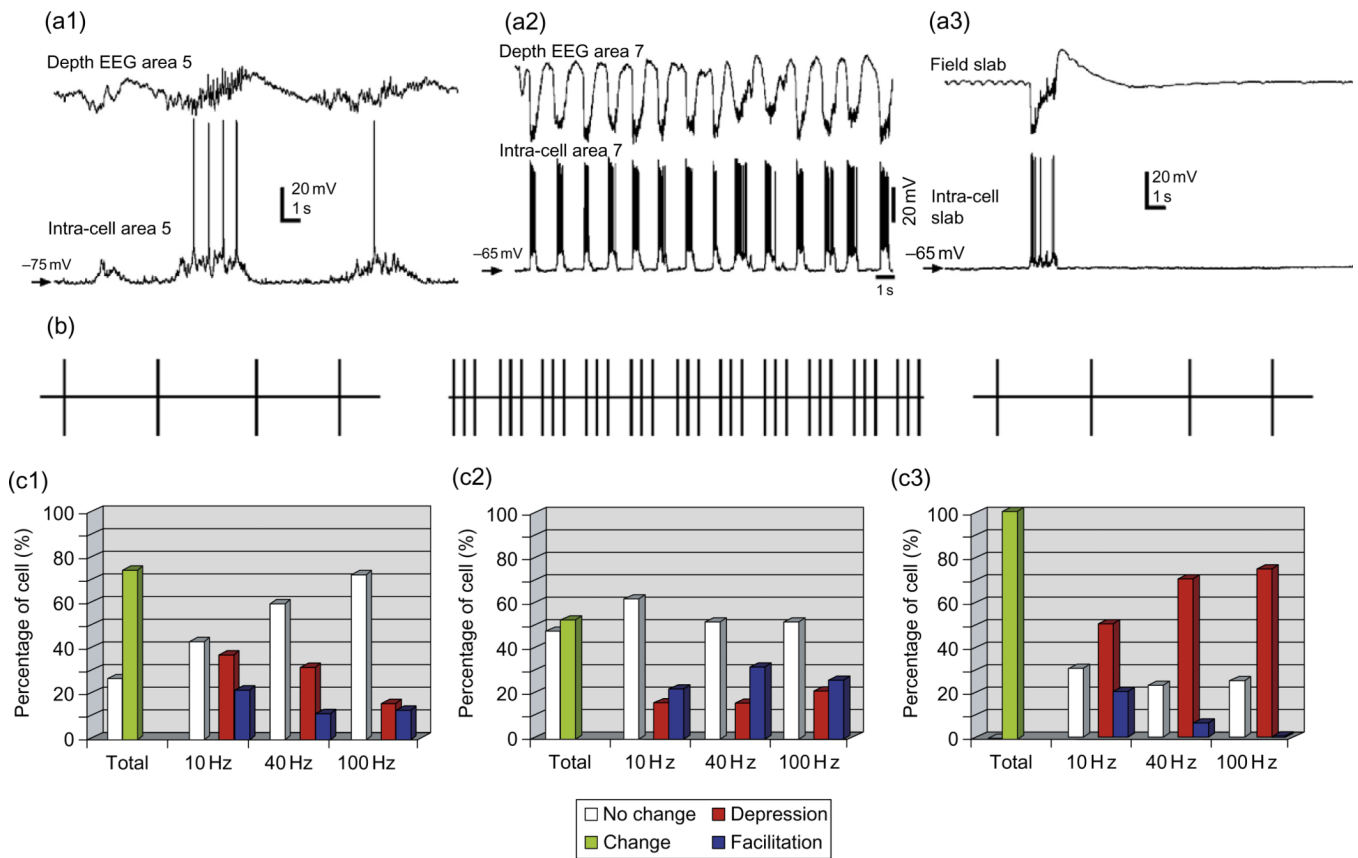 (a1)
(a2)
(a3)
Depth EEG area 5
Depth EEG area 7
Field slab
20 mV
1 s
Intra-cell area 5
−75 mV
Intra-cell area 7
20 mV
−65 mV
1 s
20 mV
1 s
Intra-cell
slab
−65 mV
(b)
(c1)
Percentage of cell (%)
100
80
60
40
20
0
Total
10 Hz
40 Hz
100 Hz
(c2)
Percentage of cell (%)
100
80
60
40
20
0
Total
10 Hz
40 Hz
100 Hz
(c3)
Percentage of cell (%)
100
80
60
40
20
0
Total
10 Hz
40 Hz
100 Hz
No change
Depression
Change
Facilitation